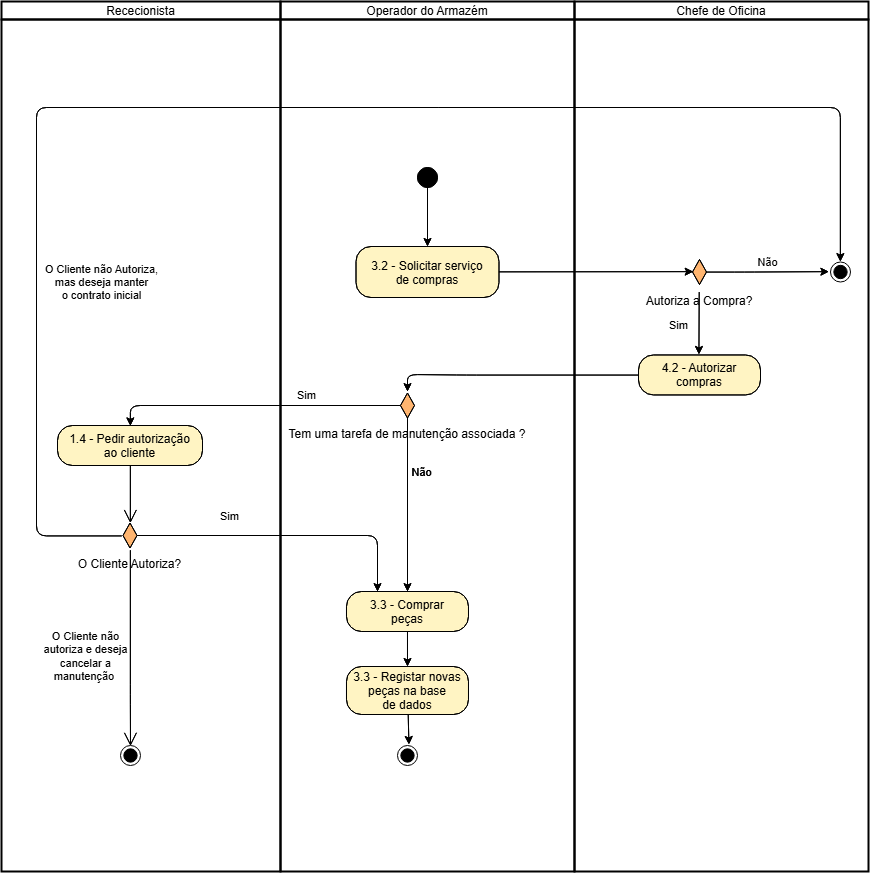 Rececionista
Operador do Armazém
Chefe de Oficina
O Cliente não Autoriza,
mas deseja manter
o contrato inicial
3.2 - Solicitar serviço
de compras
Não
Autoriza a Compra?
Sim
4.2 - Autorizar
compras
Sim
Tem uma tarefa de manutenção associada ?
1.4 - Pedir autorização
ao cliente
Não
Sim
O Cliente Autoriza?
3.3 - Comprar
peças
O Cliente não
autoriza e deseja
cancelar a
manutenção
3.3 - Registar novas
peças na base
de dados